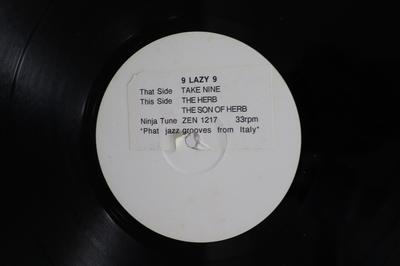 9 LAZY 9
That Side TAKE NINE
This Side THE HERB
THE SON OF HERB
Ninja Tune ZEN 1217 33rpm
"Phat jazz grooves from Italy"